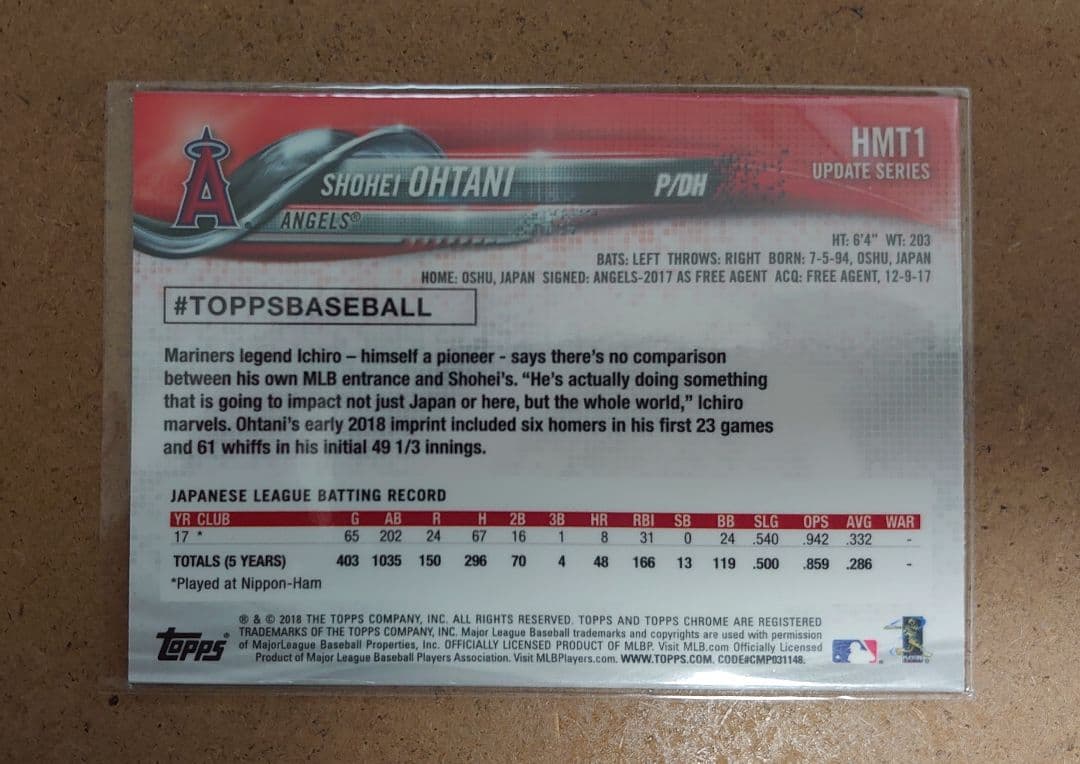 HMT1
UPDATE SERIES
A
SHOHEI OHTANI P/DH
ANGELS®
HT: 6'4" WT: 203
BATS: LEFT THROWS: RIGHT BORN: 7-5-94, OSHU, JAPAN
HOME: OSHU, JAPAN SIGNED: ANGELS-2017 AS FREE AGENT ACQ: FREE AGENT, 12-9-17
#TOPPSBASEBALL
Mariners legend Ichiro – himself a pioneer - says there's no comparison
between his own MLB entrance and Shohei's. “He's actually doing something
that is going to impact not just Japan or here, but the whole world,” Ichiro
marvels. Ohtani's early 2018 imprint included six homers in his first 23 games
and 61 whiffs in his initial 49 1/3 innings.
JAPANESE LEAGUE BATTING RECORD
YR CLUB G AB R H 2B 3B HR RBI SB BB SLG OPS AVG WAR
17 * 65 202 24 67 16 1 8 31 0 24 .540 .942 .332 -
TOTALS (5 YEARS) 403 1035 150 296 70 4 48 166 13 119 .500 .859 .286 -
*Played at Nippon-Ham
® & © 2018 THE TOPPS COMPANY, INC. ALL RIGHTS RESERVED. TOPPS AND TOPPS CHROME ARE REGISTERED
TRADEMARKS OF THE TOPPS COMPANY, INC. Major League Baseball trademarks and copyrights are used with permission
of MajorLeague Baseball Properties, Inc. OFFICIALLY LICENSED PRODUCT OF MLBP. Visit MLB.com Officially Licensed
Product of Major League Baseball Players Association. Visit MLBPlayers.com. WWW.TOPPS.COM. CODE#CMP031148.
topps®